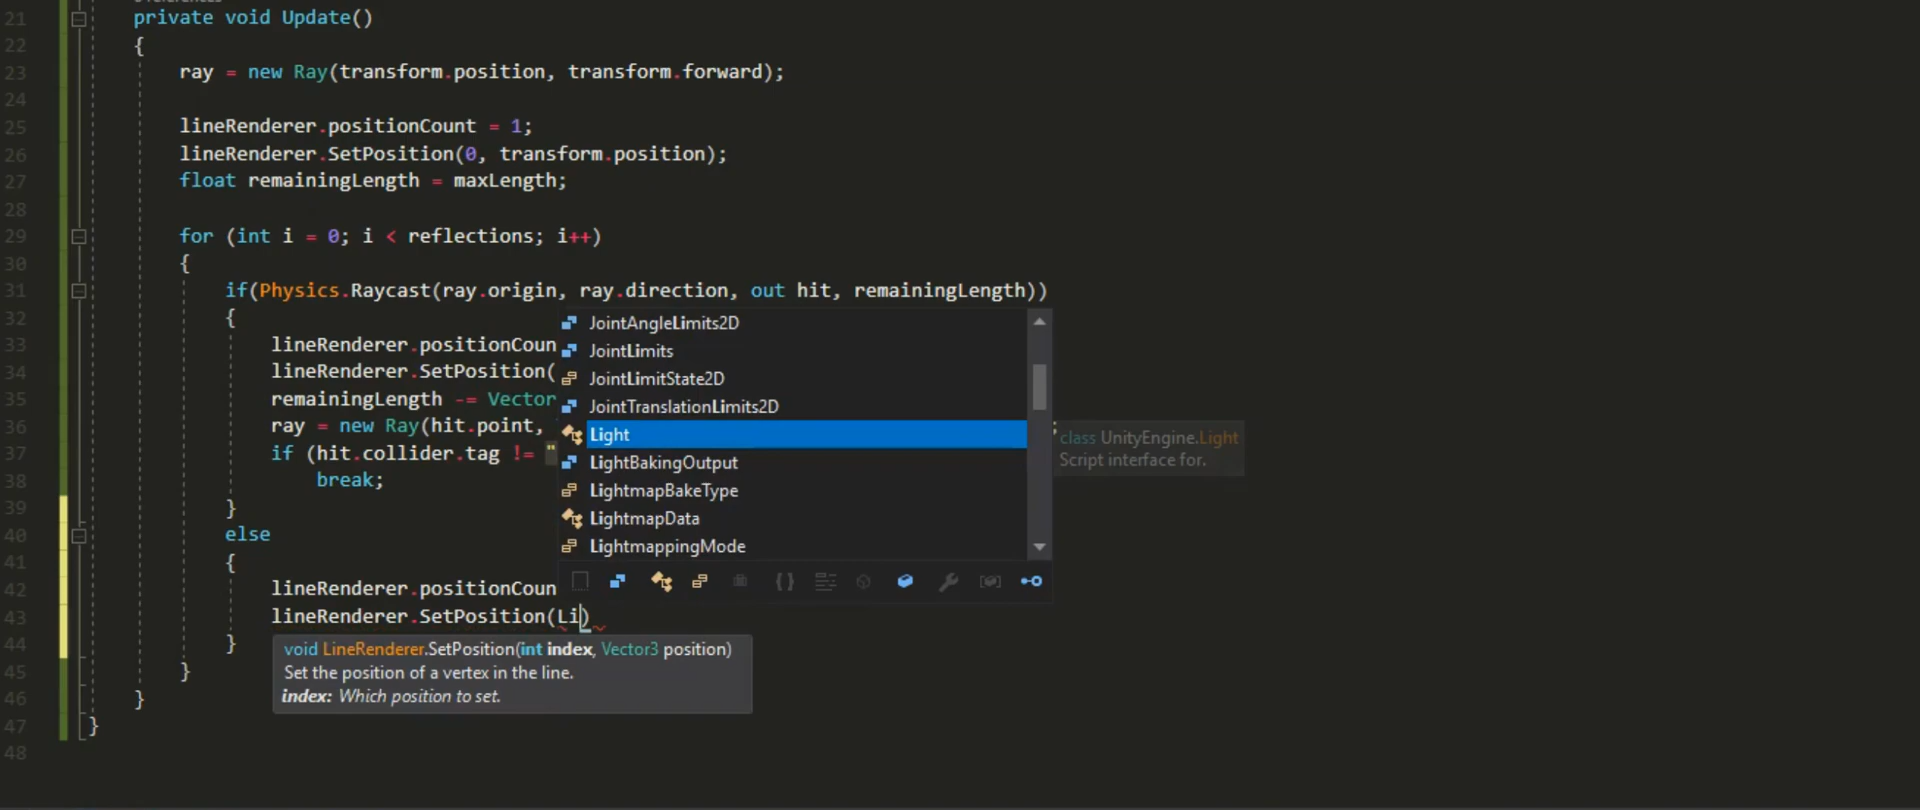 21 private void Update()
22 {
23 ray = new Ray(transform.position, transform.forward);
24
25 lineRenderer.positionCount = 1;
26 lineRenderer.SetPosition(0, transform.position);
27 float remainingLength = maxLength;
28
29 for (int i = 0; i < reflections; i++)
30 {
31 if(Physics.Raycast(ray.origin, ray.direction, out hit, remainingLength))
32 {
33 lineRenderer.positionCoun
34 lineRenderer.SetPosition(
35 remainingLength -= Vector
36 ray = new Ray(hit.point, ;
37 if (hit.collider.tag != "
38 break;
39 }
40 else
41 {
42 lineRenderer.positionCoun
43 lineRenderer.SetPosition(Li)
44 }
45 }
46 }
47 }
48
JointAngleLimits2D
JointLimits
JointLimitState2D
JointTranslationLimits2D
Light
LightBakingOutput
LightmapBakeType
LightmapData
LightmappingMode
class UnityEngine.Light
Script interface for.
void LineRenderer.SetPosition(int index, Vector3 position)
Set the position of a vertex in the line.
index: Which position to set.